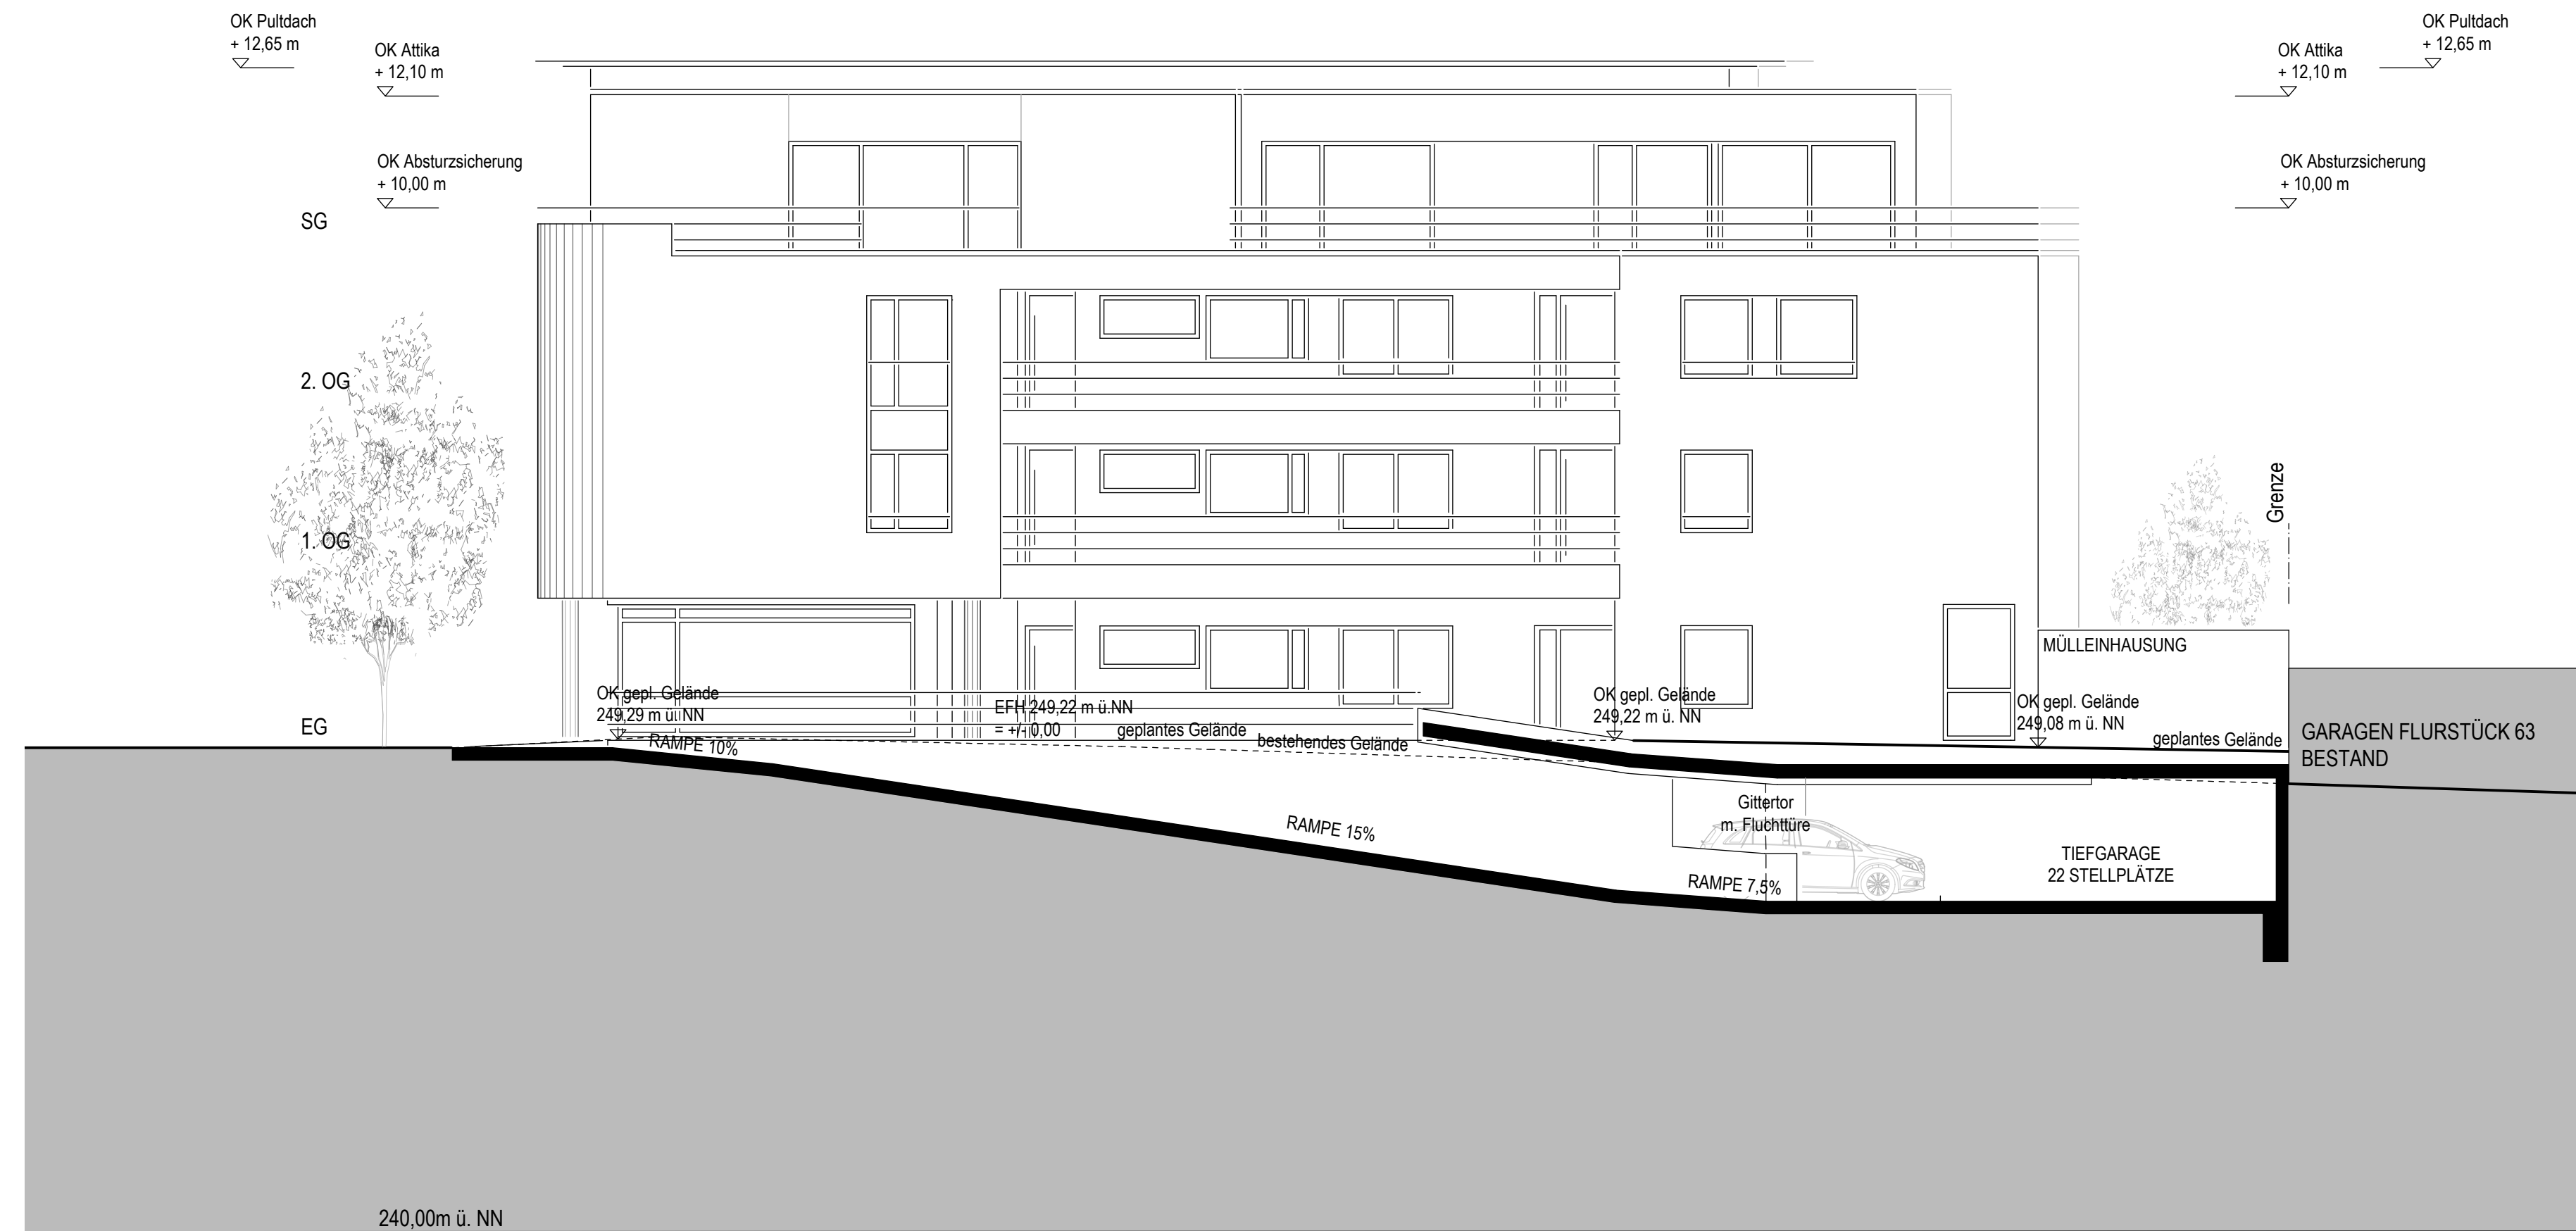 OK Pultdach
+ 12,65 m
OK Attika
+ 12,10 m
OK Absturzsicherung
+ 10,00 m
OK Pultdach
+ 12,65 m
OK Attika
+ 12,10 m
OK Absturzsicherung
+ 10,00 m
SG
2. OG
1. OG
EG
Grenze
MÜLLEINHAUSUNG
OK gepl. Gelände
249,29 m ü. NN
EFH 249,22 m ü.NN
= +/- 0,00
geplantes Gelände
bestehendes Gelände
OK gepl. Gelände
249,22 m ü. NN
OK gepl. Gelände
249,08 m ü. NN
geplantes Gelände
GARAGEN FLURSTÜCK 63
BESTAND
RAMPE 10%
RAMPE 15%
RAMPE 7,5%
Gittertor
m. Fluchttüre
TIEFGARAGE
22 STELLPLÄTZE
240,00m ü. NN